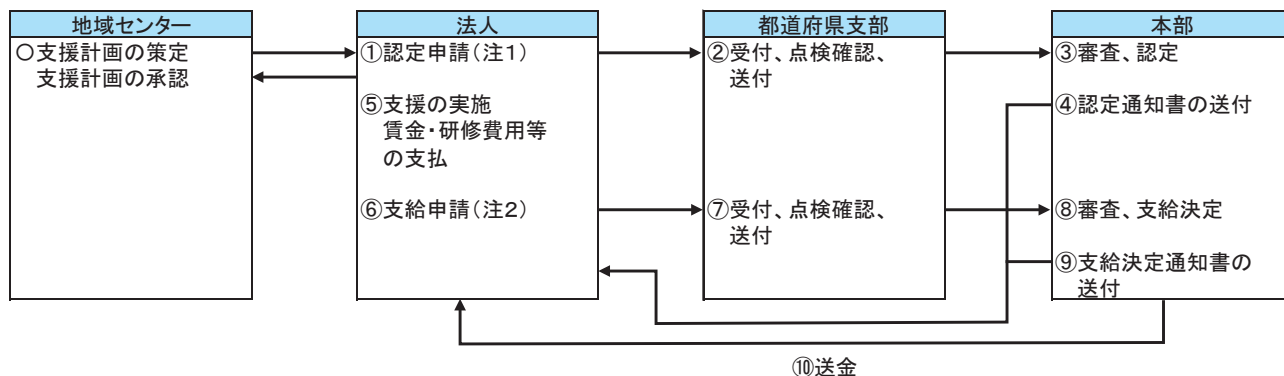 地域センター
〇支援計画の策定
支援計画の承認
法人
①認定申請(注1)
⑤支援の実施
賃金・研修費用等
の支払
⑥支給申請(注2)
都道府県支部
②受付、点検確認、
送付
⑦受付、点検確認、
送付
本部
③審査、認定
④認定通知書の送付
⑧審査、支給決定
⑨支給決定通知書の
送付
⑩送金